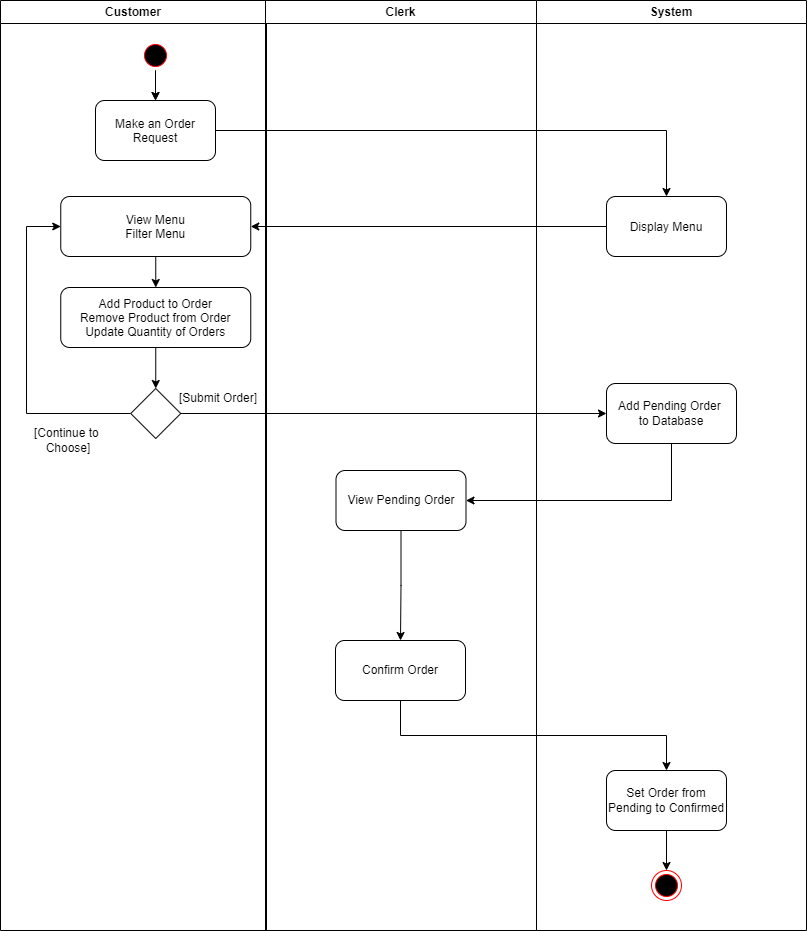 Customer
Clerk
System
Make an Order
Request
View Menu
Filter Menu
Display Menu
Add Product to Order
Remove Product from Order
Update Quantity of Orders
[Submit Order]
[Continue to
Choose]
Add Pending Order
to Database
View Pending Order
Confirm Order
Set Order from
Pending to Confirmed